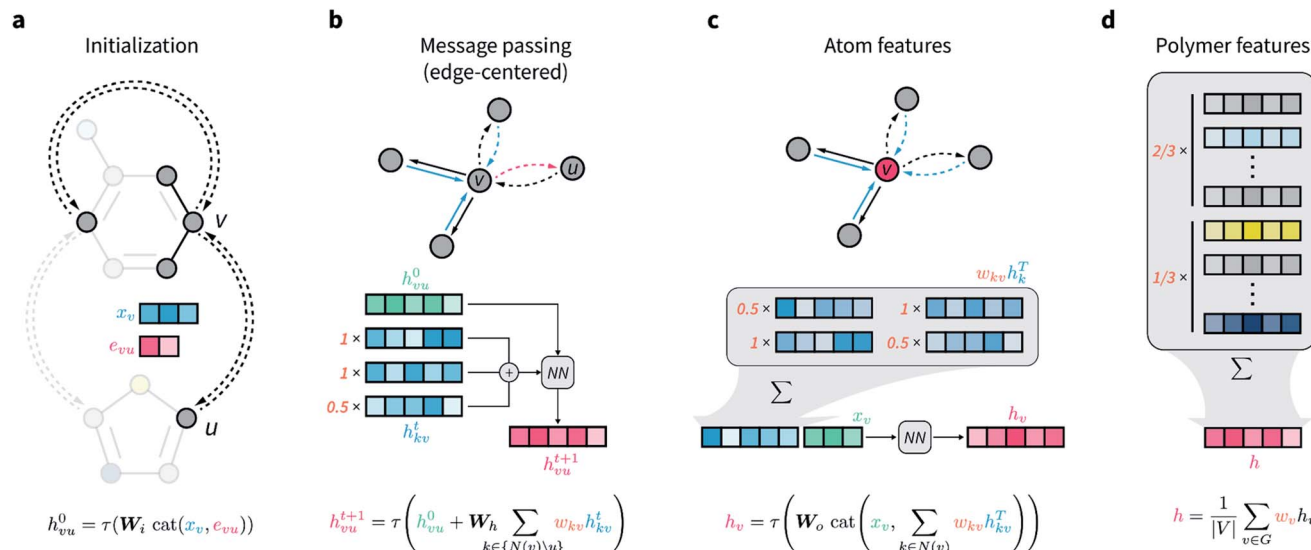 a
Initialization
v
x_v
e_vu
u
h^0_vu = τ(W_i cat(x_v, e_vu))
b
Message passing
(edge-centered)
v
u
h^0_vu
1 ×
1 ×
0.5 ×
+
NN
h^t_kv
h^{t+1}_vu
h^{t+1}_vu = τ( h^0_vu + W_h ∑_{k∈{N(v)\u}} w_kv h^t_kv )
c
Atom features
v
w_kv h^T_k
0.5 ×
1 ×
1 ×
0.5 ×
∑
x_v
NN
h_v
h_v = τ( W_o cat( x_v, ∑_{k∈N(v)} w_kv h^T_kv ) )
d
Polymer features
2/3 ×
⋮
1/3 ×
⋮
∑
h
h = 1/|V| ∑_{v∈G} w_v h